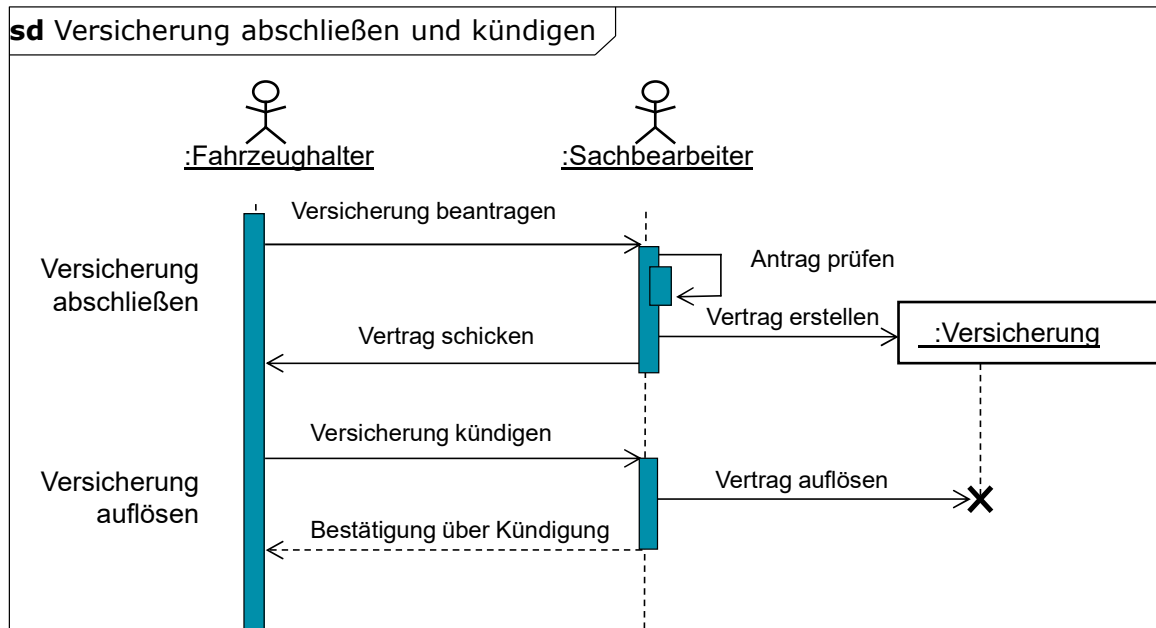 sd Versicherung abschließen und kündigen
:Fahrzeughalter
:Sachbearbeiter
Versicherung beantragen
Versicherung
abschließen
Antrag prüfen
Vertrag erstellen
:Versicherung
Vertrag schicken
Versicherung kündigen
Versicherung
auflösen
Vertrag auflösen
Bestätigung über Kündigung